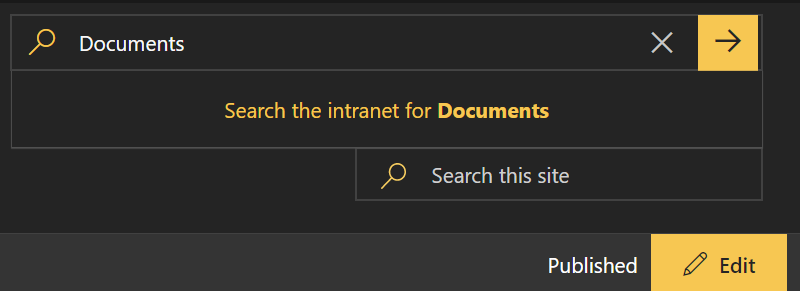 Documents
Search the intranet for Documents
Search this site
Published
Edit